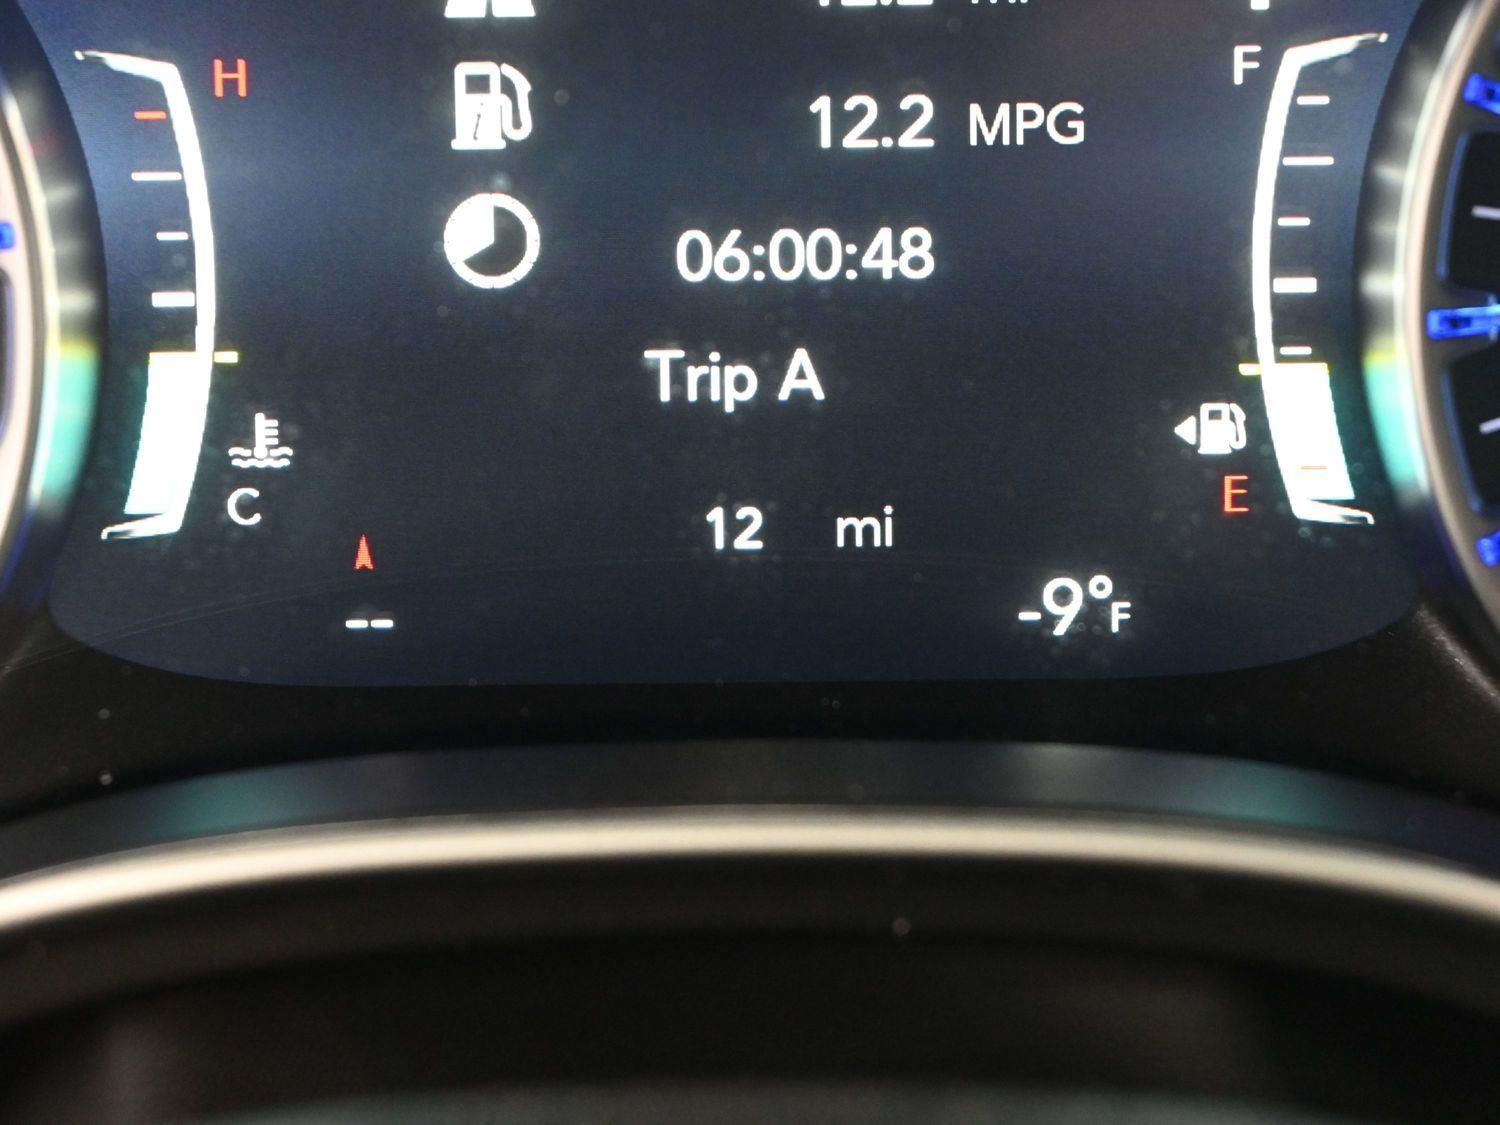 H
F
12.2 MPG
06:00:48
Trip A
C
E
12 mi
--
-9°F